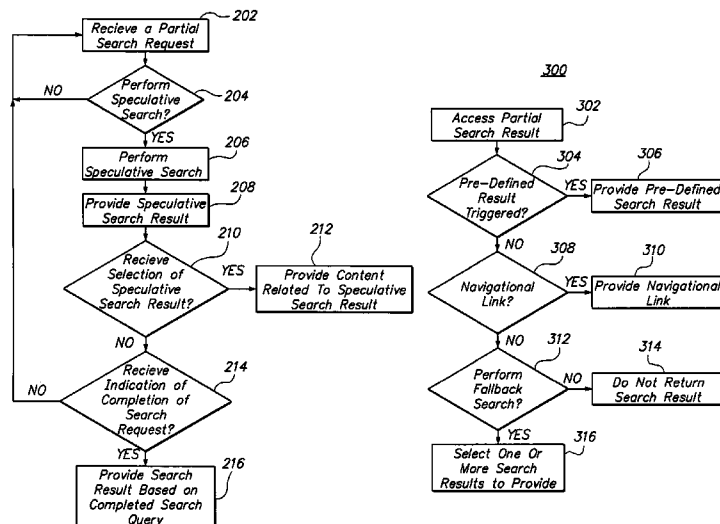 202
Recieve a Partial
Search Request
NO
Perform
Speculative
Search?
204
YES
Perform
Speculative Search
206
Provide Speculative
Search Result
208
Recieve
Selection of
Speculative
Search Result?
210
YES
212
Provide Content
Related To Speculative
Search Result
NO
Recieve
Indication of
Completion of
Search
Request?
214
NO
YES
Provide Search
Result Based on
Completed Search
Query
216
300
302
Access Partial
Search Result
304
Pre-Defined
Result
Triggered?
YES
306
Provide Pre-Defined
Search Result
NO
308
Navigational
Link?
YES
310
Provide Navigational
Link
NO
312
Perform
Fallback
Search?
NO
314
Do Not Return
Search Result
YES
316
Select One Or
More Search
Results to Provide